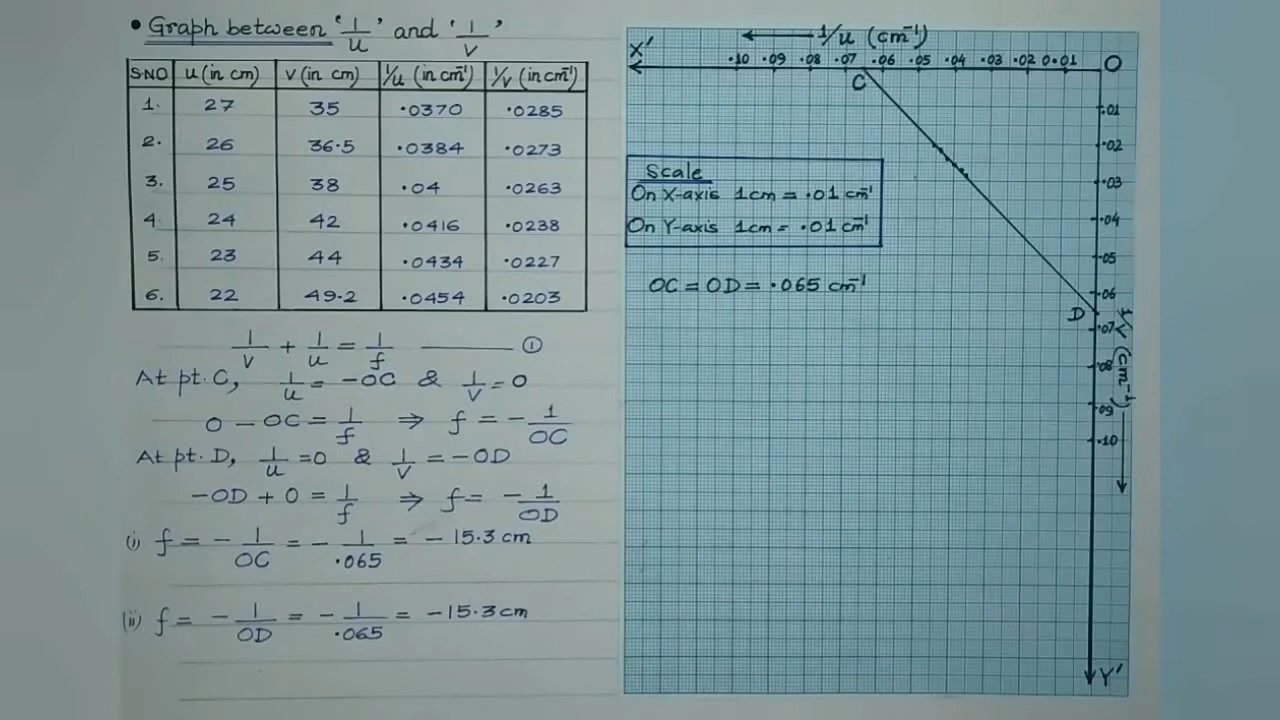 • Graph between '1/u' and '1/v'
S.NO u (in cm) v (in cm) 1/u (in cm⁻¹) 1/v (in cm⁻¹)
1. 27 35 .0370 .0285
2. 26 36.5 .0384 .0273
3. 25 38 .04 .0263
4. 24 42 .0416 .0238
5. 23 44 .0434 .0227
6. 22 49.2 .0454 .0203
1/v + 1/u = 1/f ——— ①
At pt. C, 1/u = -OC & 1/v = 0
0 - OC = 1/f ⇒ f = - 1/OC
At pt. D, 1/u = 0 & 1/v = -OD
-OD + 0 = 1/f ⇒ f = - 1/OD
(i) f = - 1/OC = - 1/.065 = - 15.3 cm
(ii) f = - 1/OD = - 1/.065 = -15.3 cm
← 1/u (cm⁻¹)
X'
.10 .09 .08 .07 .06 .05 .04 .03 .02 0.01 O
C
.01
.02
.03
.04
.05
.06
.07
.08
.09
.10
D
1/v (cm⁻¹) →
Y'
Scale
On X-axis 1cm = .01 cm⁻¹
On Y-axis 1cm = .01 cm⁻¹
OC = OD = .065 cm⁻¹